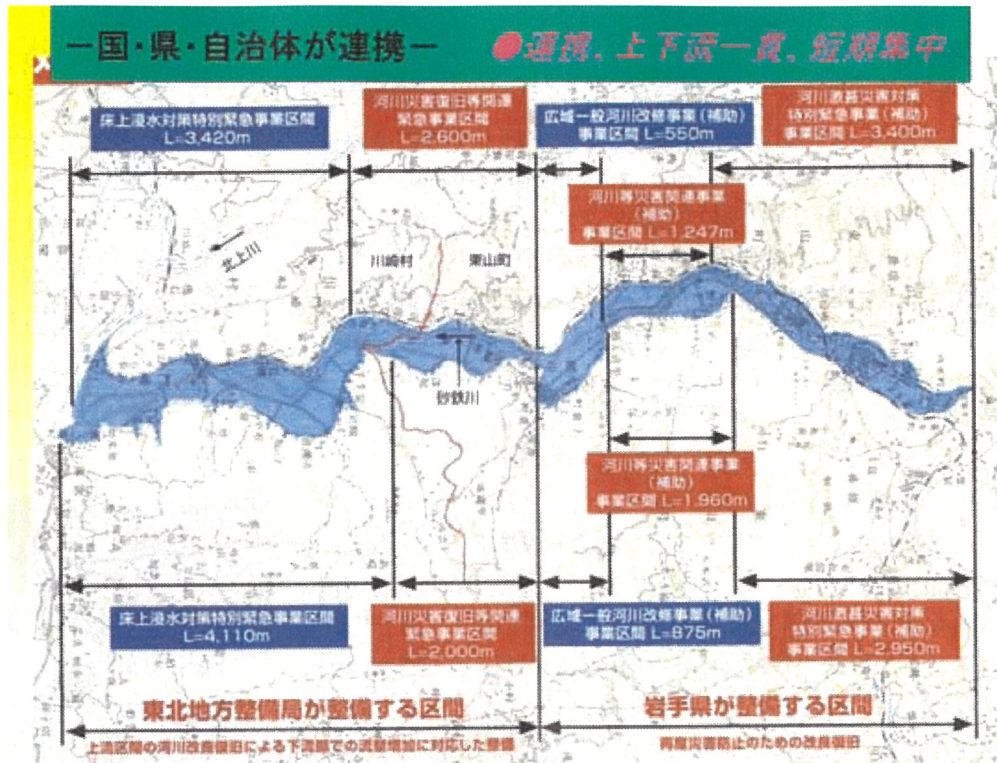 ー国・県・自治体が連携ー
●連携、上下流一貫、短期集中
床上浸水対策特別緊急事業区間
L=3,420m
河川災害復旧等関連
緊急事業区間
L=2,600m
広域一般河川改修事業(補助)
事業区間 L=550m
河川激甚災害対策
特別緊急事業(補助)
事業区間 L=3,400m
河川等災害関連事業
(補助)
事業区間 L=1,247m
北上川
川崎村
東山町
砂鉄川
河川等災害関連事業
(補助)
事業区間 L=1,960m
床上浸水対策特別緊急事業区間
L=4,110m
河川災害復旧等関連
緊急事業区間
L=2,000m
広域一般河川改修事業(補助)
事業区間 L=875m
河川激甚災害対策
特別緊急事業(補助)
事業区間 L=2,950m
東北地方整備局が整備する区間
岩手県が整備する区間
上流区間の河川改良復旧による下流部での流量増加に対応した整備
再度災害防止のための改良復旧